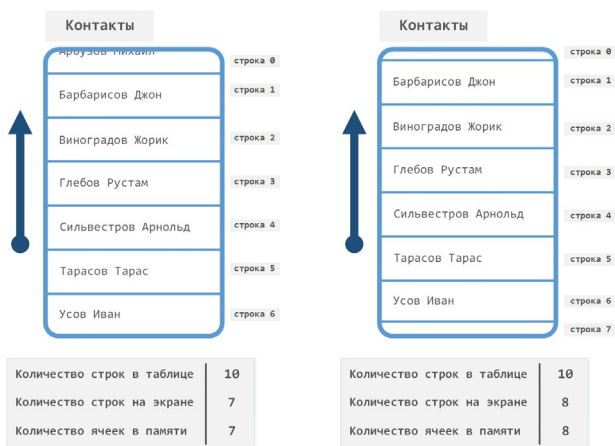 Контакты
Арбузов Михаил
строка 0
Барбарисов Джон
строка 1
Виноградов Жорик
строка 2
Глебов Рустам
строка 3
Сильвестров Арнольд
строка 4
Тарасов Тарас
строка 5
Усов Иван
строка 6
Количество строк в таблице 10
Количество строк на экране 7
Количество ячеек в памяти 7
Контакты
строка 0
Барбарисов Джон
строка 1
Виноградов Жорик
строка 2
Глебов Рустам
строка 3
Сильвестров Арнольд
строка 4
Тарасов Тарас
строка 5
Усов Иван
строка 6
строка 7
Количество строк в таблице 10
Количество строк на экране 8
Количество ячеек в памяти 8